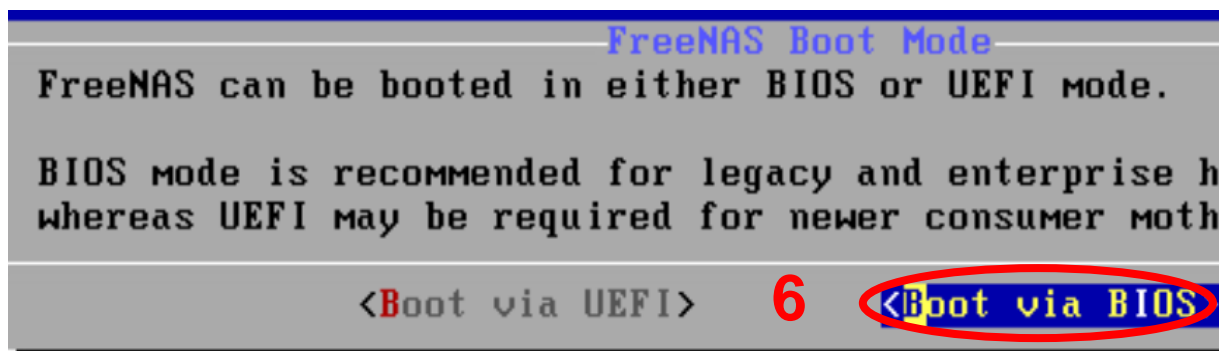 FreeNAS Boot Mode
FreeNAS can be booted in either BIOS or UEFI mode.
BIOS mode is recommended for legacy and enterprise h
whereas UEFI may be required for newer consumer moth
<Boot via UEFI> 6 <Boot via BIOS